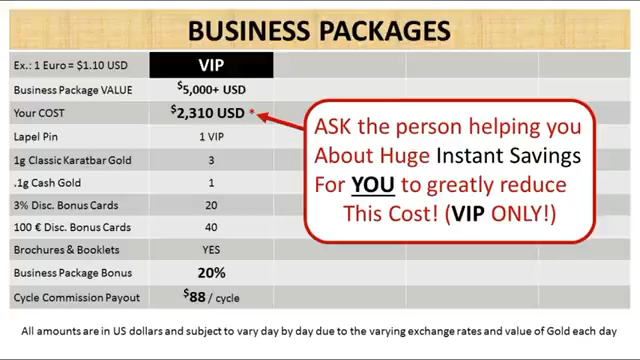 BUSINESS PACKAGES
Ex.: 1 Euro = $1.10 USD VIP
Business Package VALUE $5,000+ USD
Your COST $2,310 USD *
Lapel Pin 1 VIP
1g Classic Karatbar Gold 3
.1g Cash Gold 1
3% Disc. Bonus Cards 20
100 € Disc. Bonus Cards 40
Brochures & Booklets YES
Business Package Bonus 20%
Cycle Commission Payout $88 / cycle
ASK the person helping you
About Huge Instant Savings
For YOU to greatly reduce
This Cost! (VIP ONLY!)
All amounts are in US dollars and subject to vary day by day due to the varying exchange rates and value of Gold each day